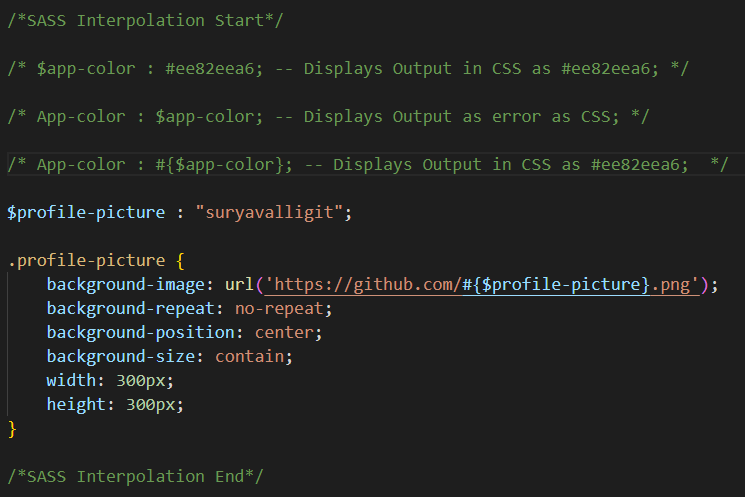 /*SASS Interpolation Start*/
/* $app-color : #ee82eea6; -- Displays Output in CSS as #ee82eea6; */
/* App-color : $app-color; -- Displays Output as error as CSS; */
/* App-color : #{$app-color}; -- Displays Output in CSS as #ee82eea6;  */
$profile-picture : "suryavalligit";
.profile-picture {
    background-image: url('https://github.com/#{$profile-picture}.png');
    background-repeat: no-repeat;
    background-position: center;
    background-size: contain;
    width: 300px;
    height: 300px;
}
/*SASS Interpolation End*/